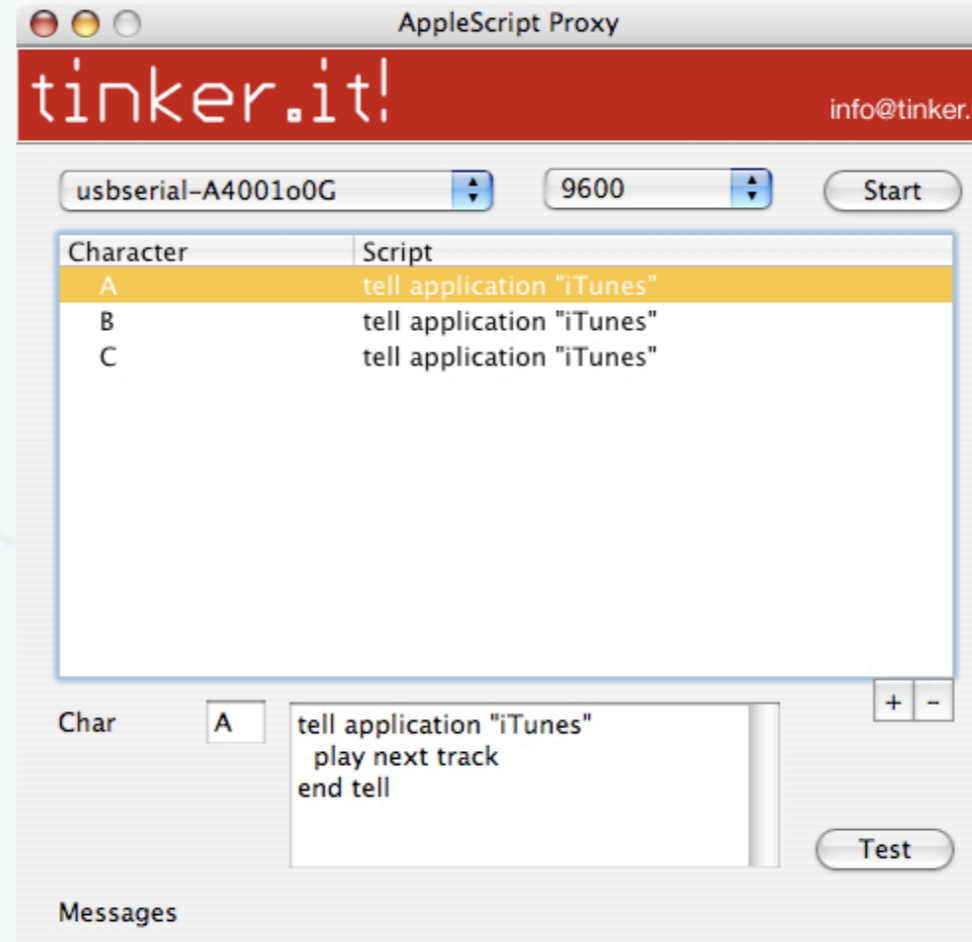 AppleScript Proxy
tinker.it!
info@tinker.
usbserial-A4001o0G 9600 Start
Character Script
A tell application "iTunes"
B tell application "iTunes"
C tell application "iTunes"
+ -
Char A tell application "iTunes"
play next track
end tell
Test
Messages